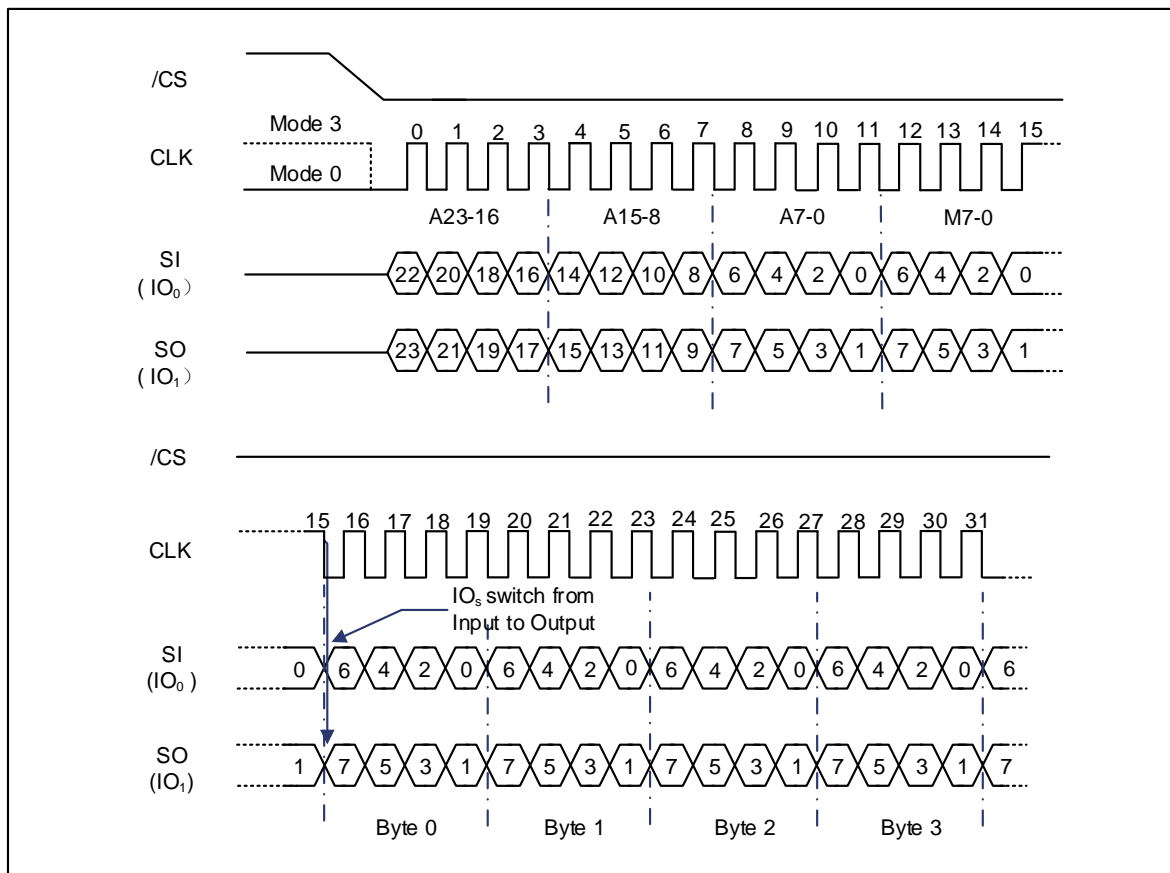 /CS
Mode 3
0 1 2 3 4 5 6 7 8 9 10 11 12 13 14 15
CLK
Mode 0
A23-16 A15-8 A7-0 M7-0
SI
22 20 18 16 14 12 10 8 6 4 2 0 6 4 2 0
( IO₀）
SO
23 21 19 17 15 13 11 9 7 5 3 1 7 5 3 1
( IO₁）
/CS
15 16 17 18 19 20 21 22 23 24 25 26 27 28 29 30 31
CLK
IOₛ switch from
Input to Output
SI
0 6 4 2 0 6 4 2 0 6 4 2 0 6 4 2 0 6
(IO₀ )
SO
1 7 5 3 1 7 5 3 1 7 5 3 1 7 5 3 1 7
(IO₁)
Byte 0 Byte 1 Byte 2 Byte 3